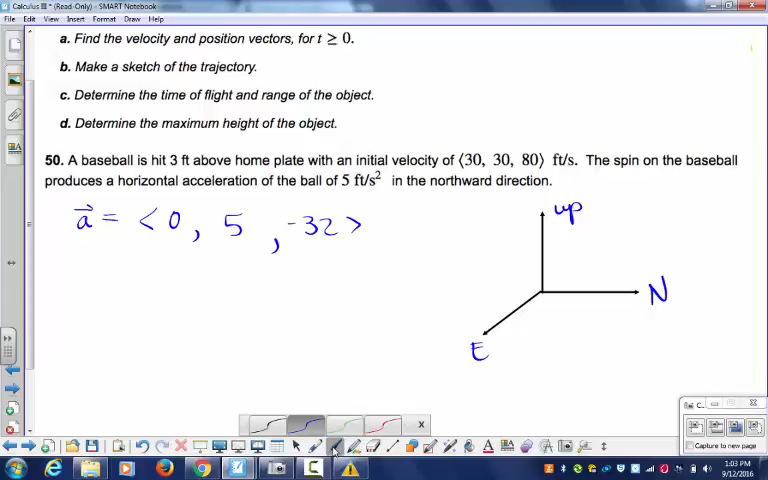 Calculus III * (Read-Only) - SMART Notebook
File Edit View Insert Format Draw Help
a. Find the velocity and position vectors, for t ≥ 0.
b. Make a sketch of the trajectory.
c. Determine the time of flight and range of the object.
d. Determine the maximum height of the object.
50. A baseball is hit 3 ft above home plate with an initial velocity of ⟨30, 30, 80⟩ ft/s. The spin on the baseball
produces a horizontal acceleration of the ball of 5 ft/s² in the northward direction.
a⃗ = <0, 5, -32>
up
N
E
C..
Capture to new page
1:03 PM
9/12/2016